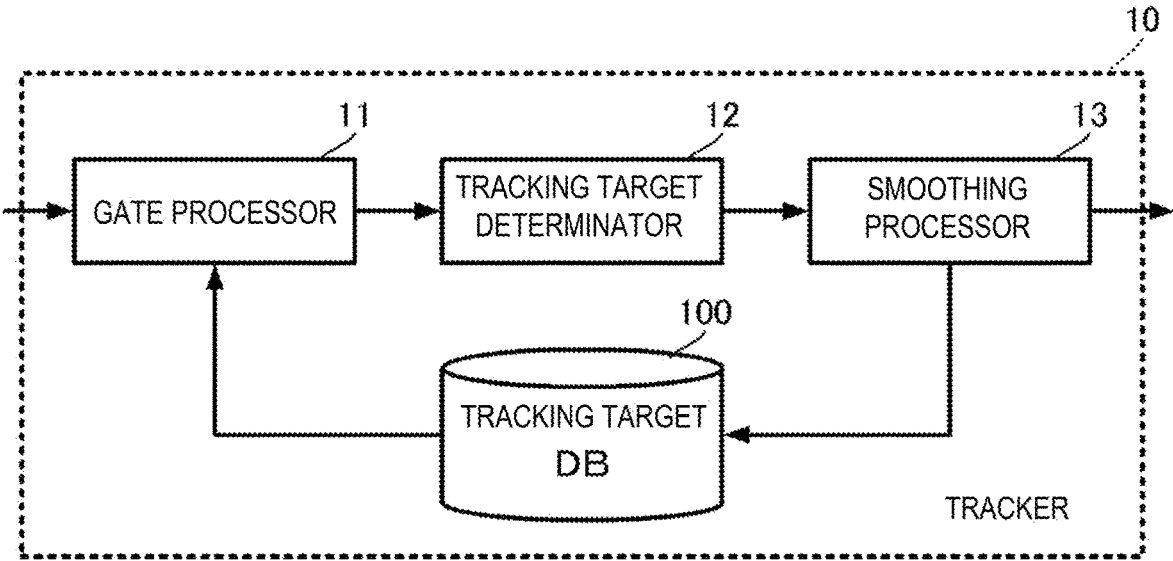 10
11
12
13
GATE PROCESSOR
TRACKING TARGET
DETERMINATOR
SMOOTHING
PROCESSOR
100
TRACKING TARGET
DB
TRACKER